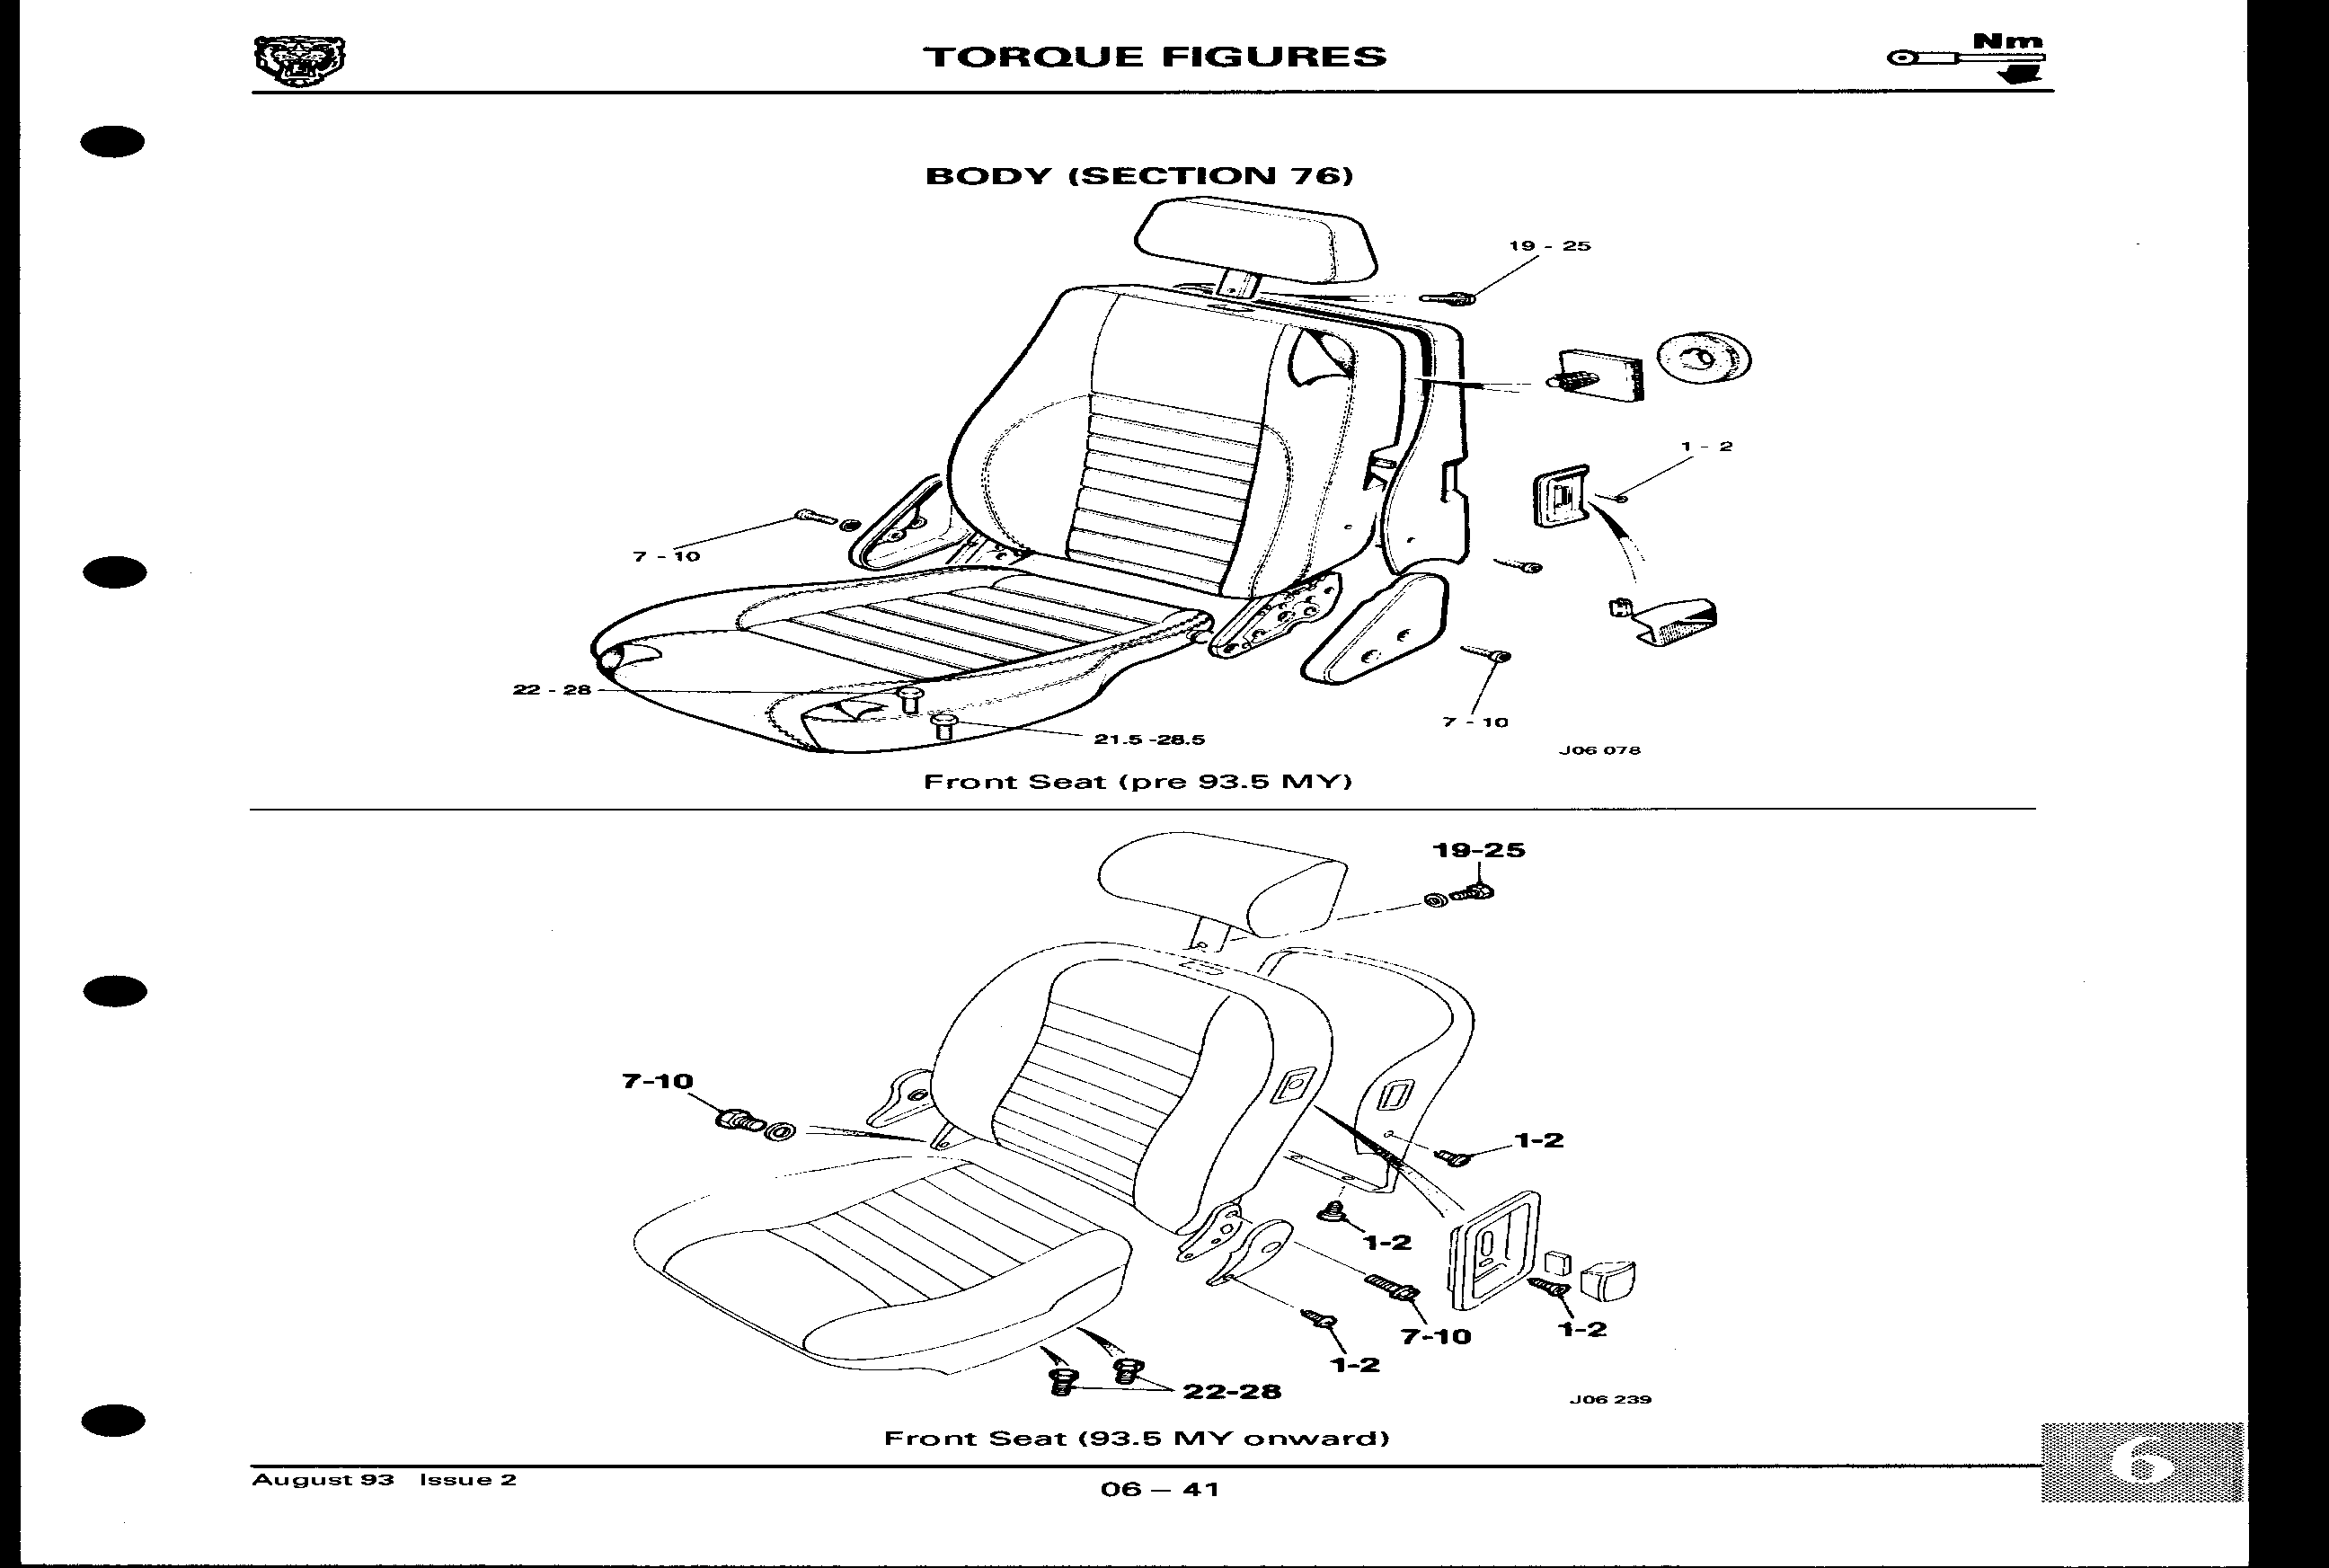 TORQUE FIGURES
Nm
BODY (SECTION 76)
19 - 25
1 - 2
7 - 10
22 - 28
21.5 -28.5
7 - 10
J06 078
Front Seat (pre 93.5 MY)
19-25
7-10
1-2
1-2
1-2
7-10
1-2
22-28
J06 239
Front Seat (93.5 MY onward)
August 93 Issue 2
06 – 41
6